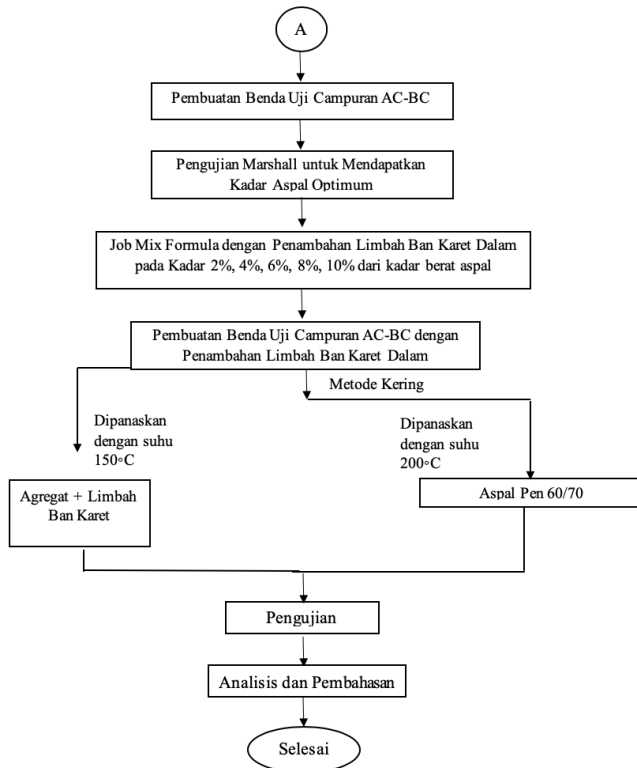 A
Pembuatan Benda Uji Campuran AC-BC
Pengujian Marshall untuk Mendapatkan
Kadar Aspal Optimum
Job Mix Formula dengan Penambahan Limbah Ban Karet Dalam
pada Kadar 2%, 4%, 6%, 8%, 10% dari kadar berat aspal
Pembuatan Benda Uji Campuran AC-BC dengan
Penambahan Limbah Ban Karet Dalam
Metode Kering
Dipanaskan
dengan suhu
150°C
Dipanaskan
dengan suhu
200°C
Agregat + Limbah
Ban Karet
Aspal Pen 60/70
Pengujian
Analisis dan Pembahasan
Selesai